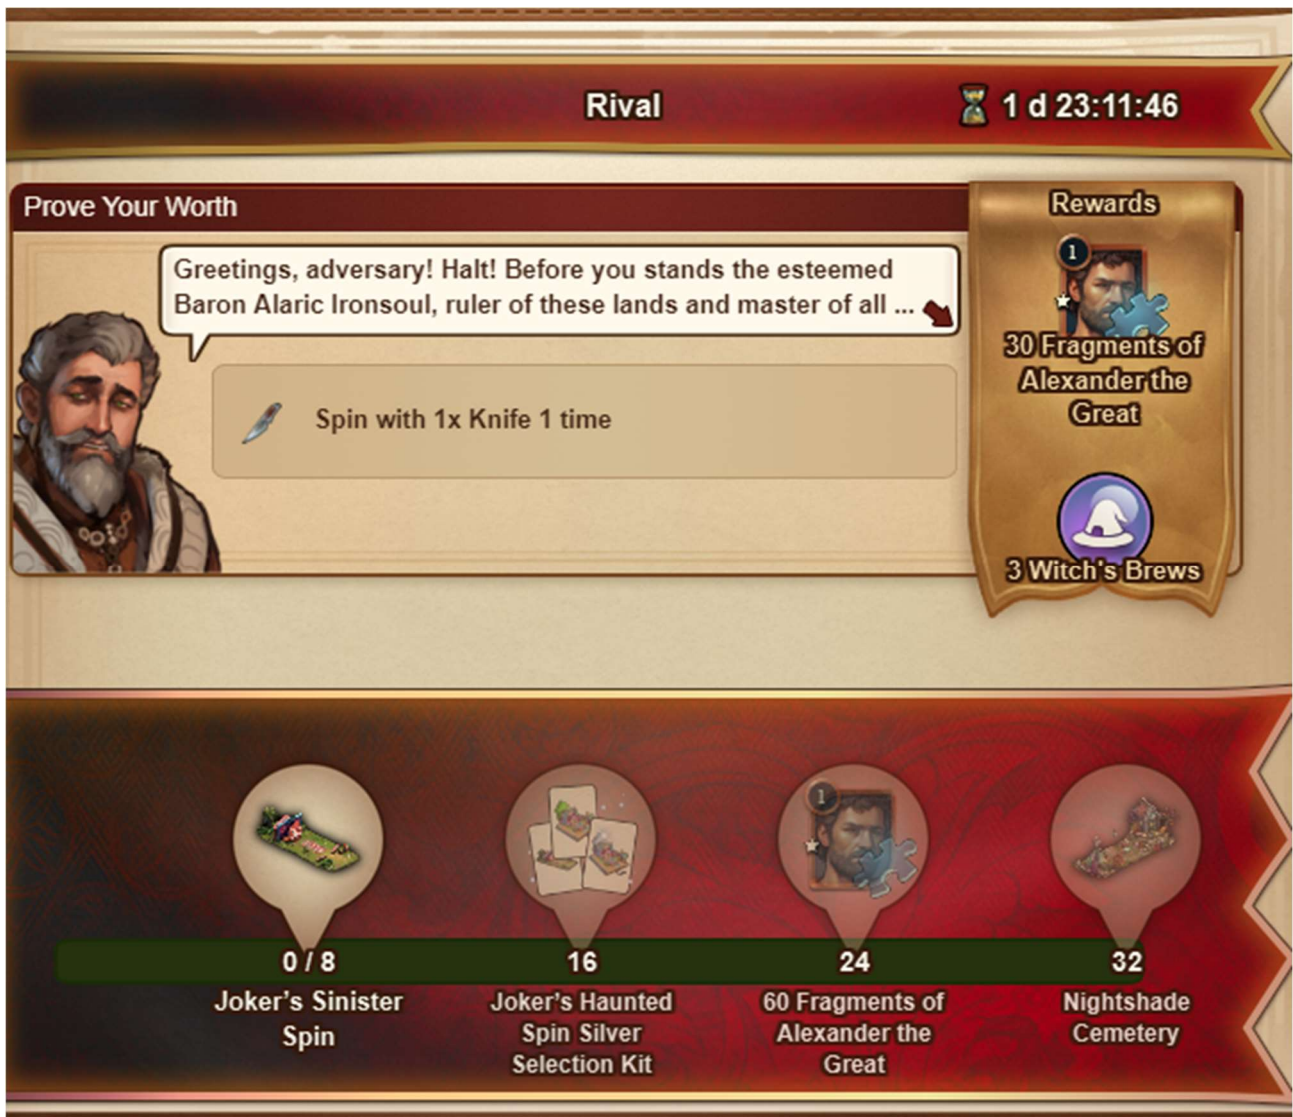 Rival
1 d 23:11:46
Prove Your Worth
Rewards
Greetings, adversary! Halt! Before you stands the esteemed
Baron Alaric Ironsoul, ruler of these lands and master of all ...
Spin with 1x Knife 1 time
1
30 Fragments of
Alexander the
Great
3 Witch's Brews
1
0 / 8
16
24
32
Joker's Sinister
Spin
Joker's Haunted
Spin Silver
Selection Kit
60 Fragments of
Alexander the
Great
Nightshade
Cemetery